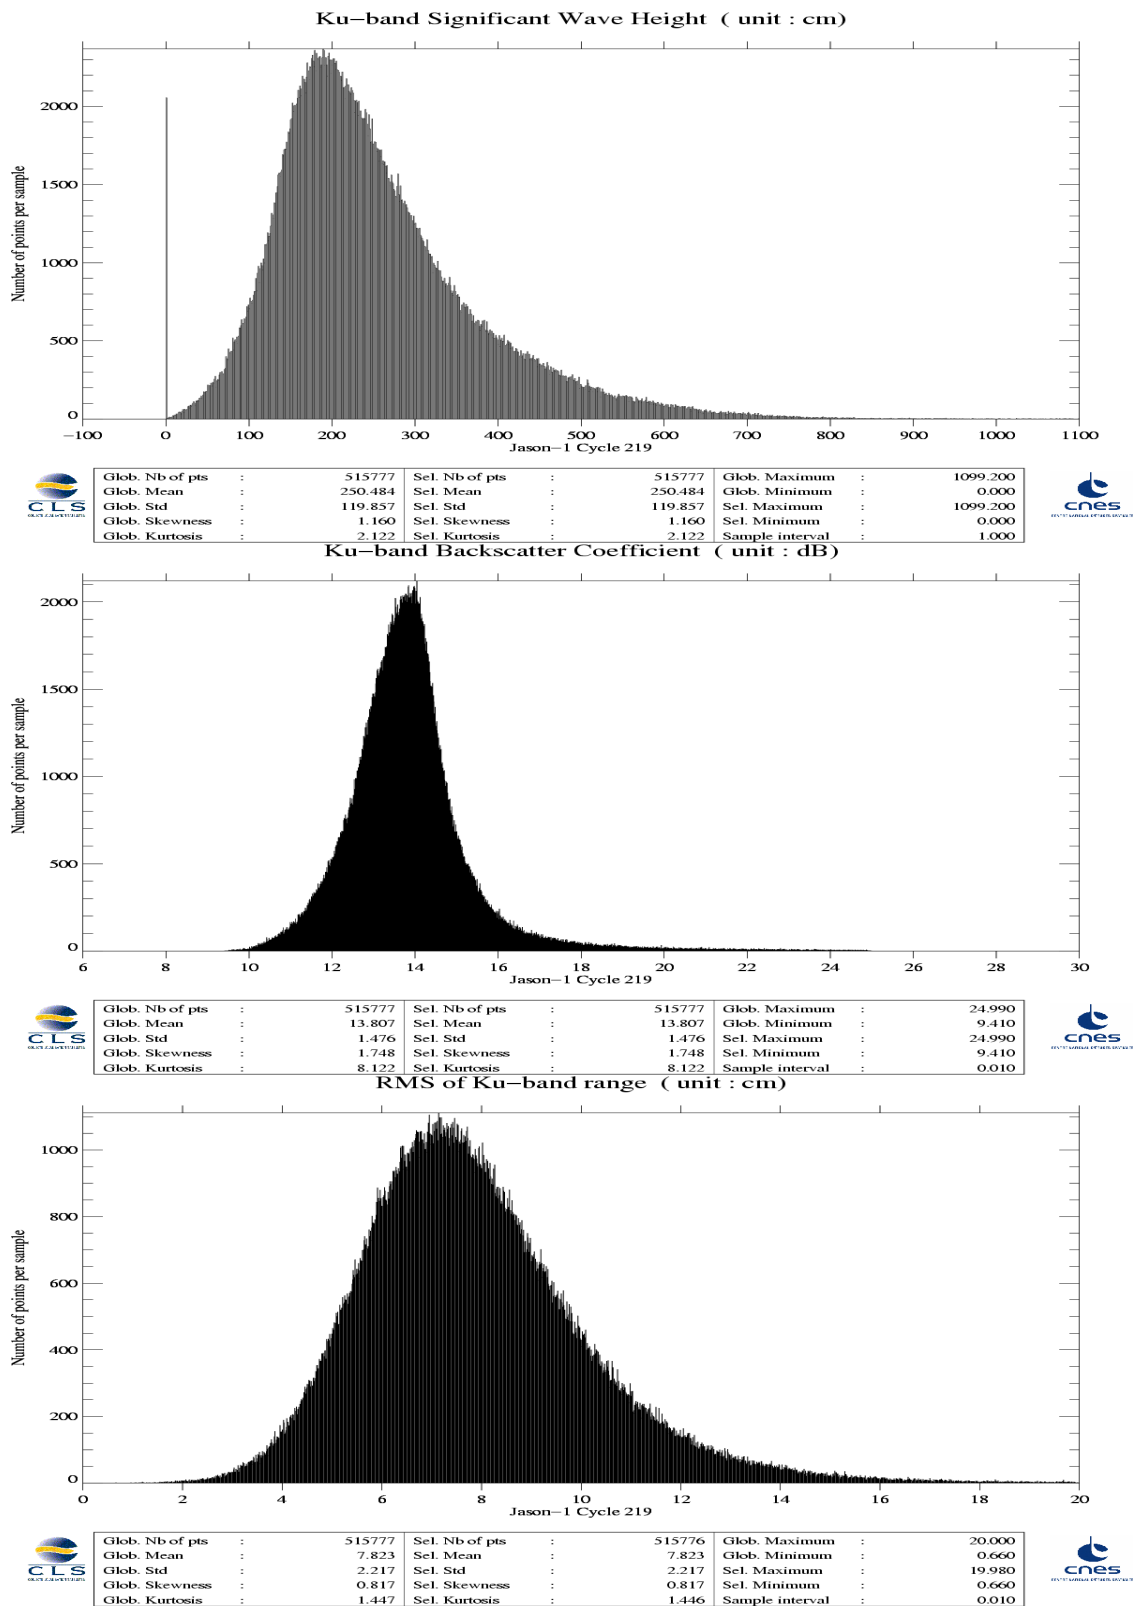 Ku−band Significant Wave Height ( unit : cm)
Number of points per sample
2000
1500
1000
500
0
−100 0 100 200 300 400 500 600 700 800 900 1000 1100
Jason−1 Cycle 219
CLS
Glob. Nb of pts : 515777 Sel. Nb of pts : 515777 Glob. Maximum : 1099.200
Glob. Mean : 250.484 Sel. Mean : 250.484 Glob. Minimum : 0.000
Glob. Std : 119.857 Sel. Std : 119.857 Sel. Maximum : 1099.200
Glob. Skewness : 1.160 Sel. Skewness : 1.160 Sel. Minimum : 0.000
Glob. Kurtosis : 2.122 Sel. Kurtosis : 2.122 Sample interval : 1.000
cnes
Ku−band Backscatter Coefficient ( unit : dB)
Number of points per sample
2000
1500
1000
500
0
6 8 10 12 14 16 18 20 22 24 26 28 30
Jason−1 Cycle 219
CLS
Glob. Nb of pts : 515777 Sel. Nb of pts : 515777 Glob. Maximum : 24.990
Glob. Mean : 13.807 Sel. Mean : 13.807 Glob. Minimum : 9.410
Glob. Std : 1.476 Sel. Std : 1.476 Sel. Maximum : 24.990
Glob. Skewness : 1.748 Sel. Skewness : 1.748 Sel. Minimum : 9.410
Glob. Kurtosis : 8.122 Sel. Kurtosis : 8.122 Sample interval : 0.010
cnes
RMS of Ku−band range ( unit : cm)
Number of points per sample
1000
800
600
400
200
0
0 2 4 6 8 10 12 14 16 18 20
Jason−1 Cycle 219
CLS
Glob. Nb of pts : 515777 Sel. Nb of pts : 515776 Glob. Maximum : 20.000
Glob. Mean : 7.823 Sel. Mean : 7.823 Glob. Minimum : 0.660
Glob. Std : 2.217 Sel. Std : 2.217 Sel. Maximum : 19.980
Glob. Skewness : 0.817 Sel. Skewness : 0.817 Sel. Minimum : 0.660
Glob. Kurtosis : 1.447 Sel. Kurtosis : 1.446 Sample interval : 0.010
cnes